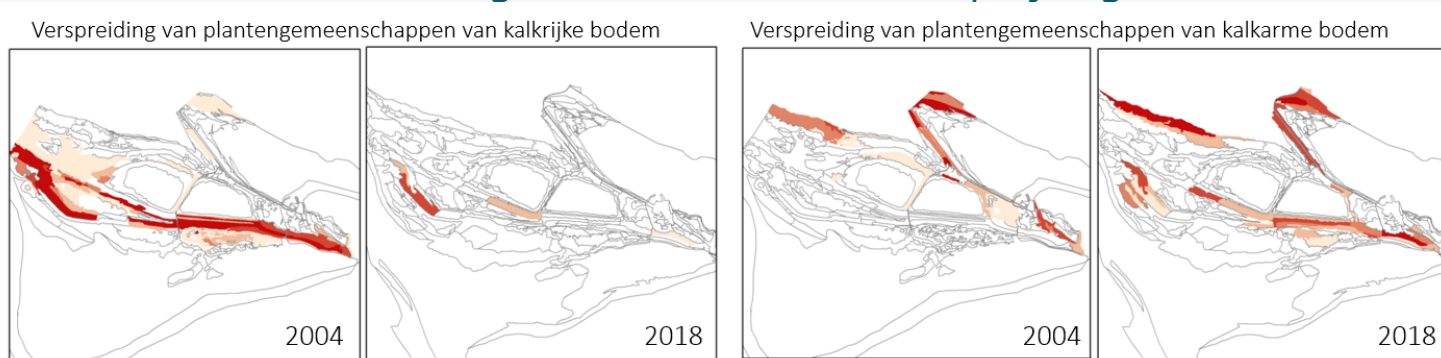 Verspreiding van plantengemeenschappen van kalkrijke bodem
Verspreiding van plantengemeenschappen van kalkarme bodem
2004
2018
2004
2018